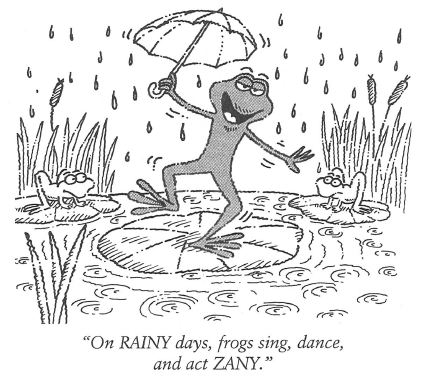 “On RAINY days, frogs sing, dance,
and act ZANY.”